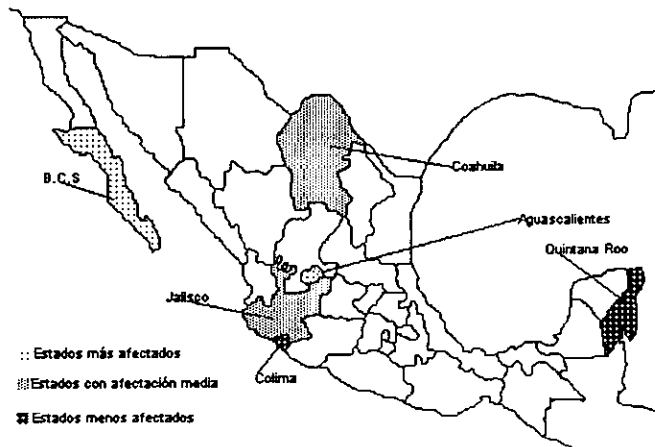 Coahuila
B.C.S
Aguascalientes
Quintana Roo
Jalisco
Estados más afectados
Estados con afectación media
Colima
Estados menos afectados